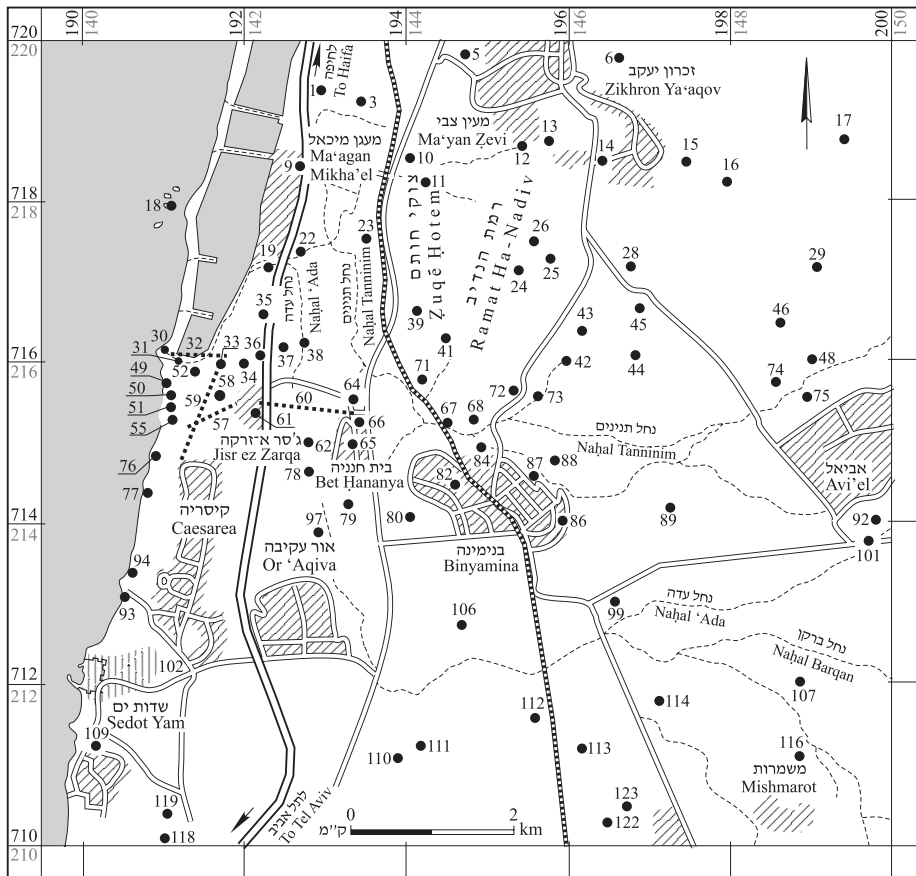 190
140
192
142
194
144
196
146
198
148
200
150
720
220
718
218
716
216
714
214
712
212
710
210
לחיפה
To Haifa
1
3
5
6
זכרון יעקב
Zikhron Ya‘aqov
17
מעין צבי
Ma‘yan Zevi
13
12
14
15
16
מעגן מיכאל
Ma‘agan
Mikha’el
9
10
11
18
צוקי חותם
Zuqé Ḥotem
רמת הנדיב
Ramat Ha-Nadiv
26
25
24
28
29
19
22
23
נחל עדה
Naḥal ‘Ada
נחל תנינים
Naḥal Tanninim
35
39
41
43
45
46
30
31
32
33
36
37
38
34
42
44
48
49
52
58
50
59
51
57
55
60
61
64
66
71
72
73
74
75
67
68
ג'סר א-זרקה
Jisr ez Zarqa
62
65
בית חנניה
Bet Ḥananya
נחל תנינים
Naḥal Tanninim
76
78
82
84
87
88
אביאל
Avi’el
77
קיסריה
Caesarea
79
80
86
89
92
101
97
אור עקיבה
Or ‘Aqiva
בנימינה
Binyamina
94
93
106
99
נחל עדה
Naḥal ‘Ada
נחל ברקן
Naḥal Barqan
102
107
שדות ים
Sedot Yam
112
114
109
110
111
113
116
משמרות
Mishmarot
119
118
לתל אביב
To Tel Aviv
0
2
ק"מ
km
123
122